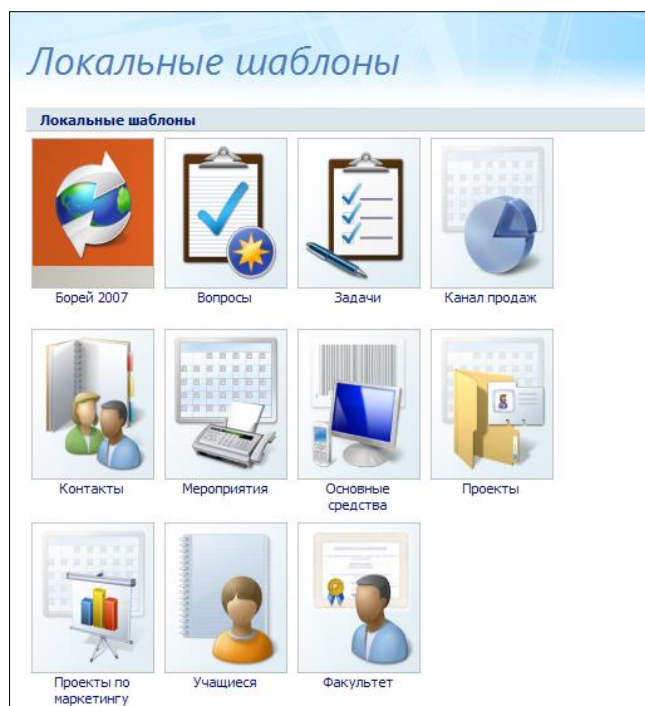 Локальные шаблоны
Локальные шаблоны
Борей 2007
Вопросы
Задачи
Канал продаж
Контакты
Мероприятия
Основные
средства
Проекты
Проекты по
маркетингу
Учащиеся
Факультет